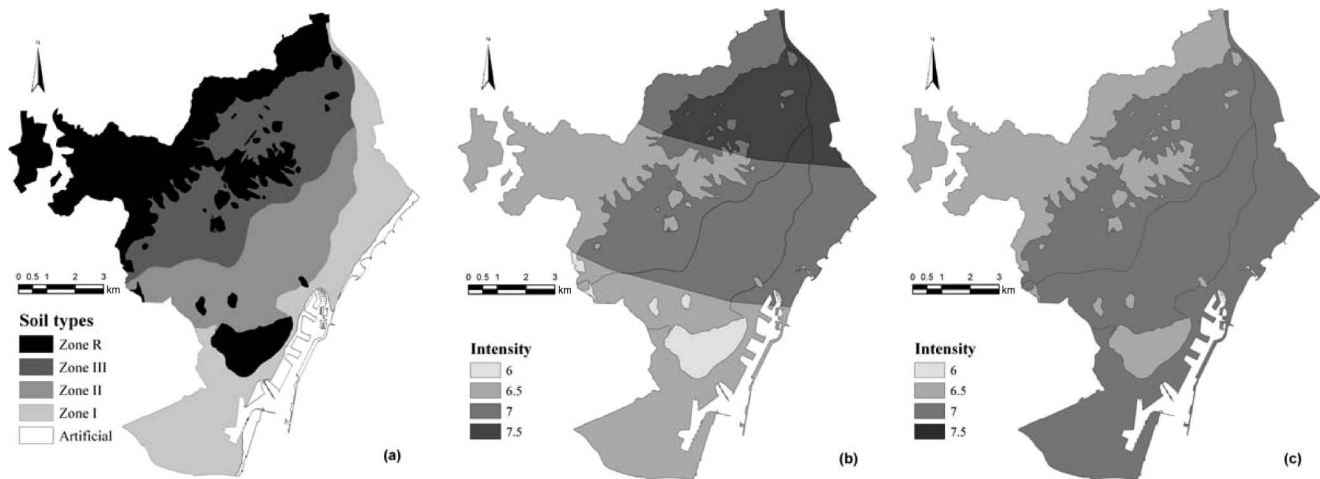 N
0 0.5 1 2 3
km
Soil types
Zone R
Zone III
Zone II
Zone I
Artificial
(a)
N
0 0.5 1 2 3
km
Intensity
6
6.5
7
7.5
(b)
N
0 0.5 1 2 3
km
Intensity
6
6.5
7
7.5
(c)